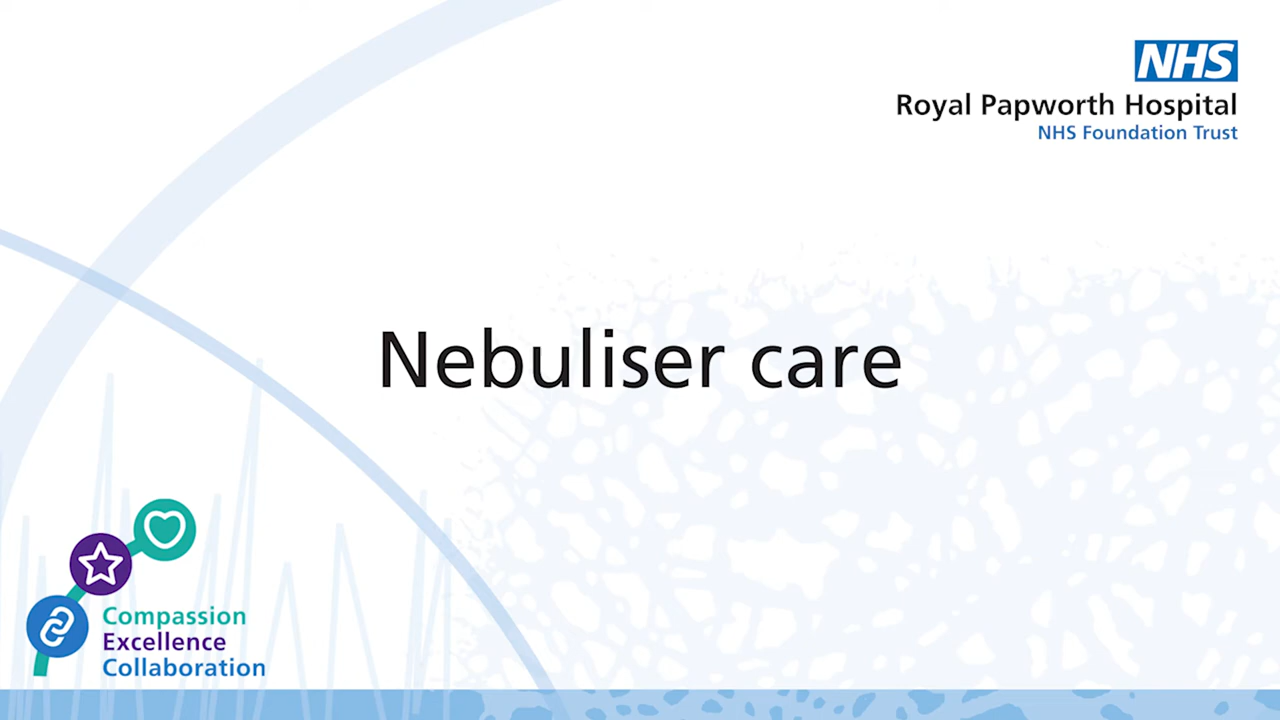 NHS
Royal Papworth Hospital
NHS Foundation Trust
Nebuliser care
Compassion
Excellence
Collaboration